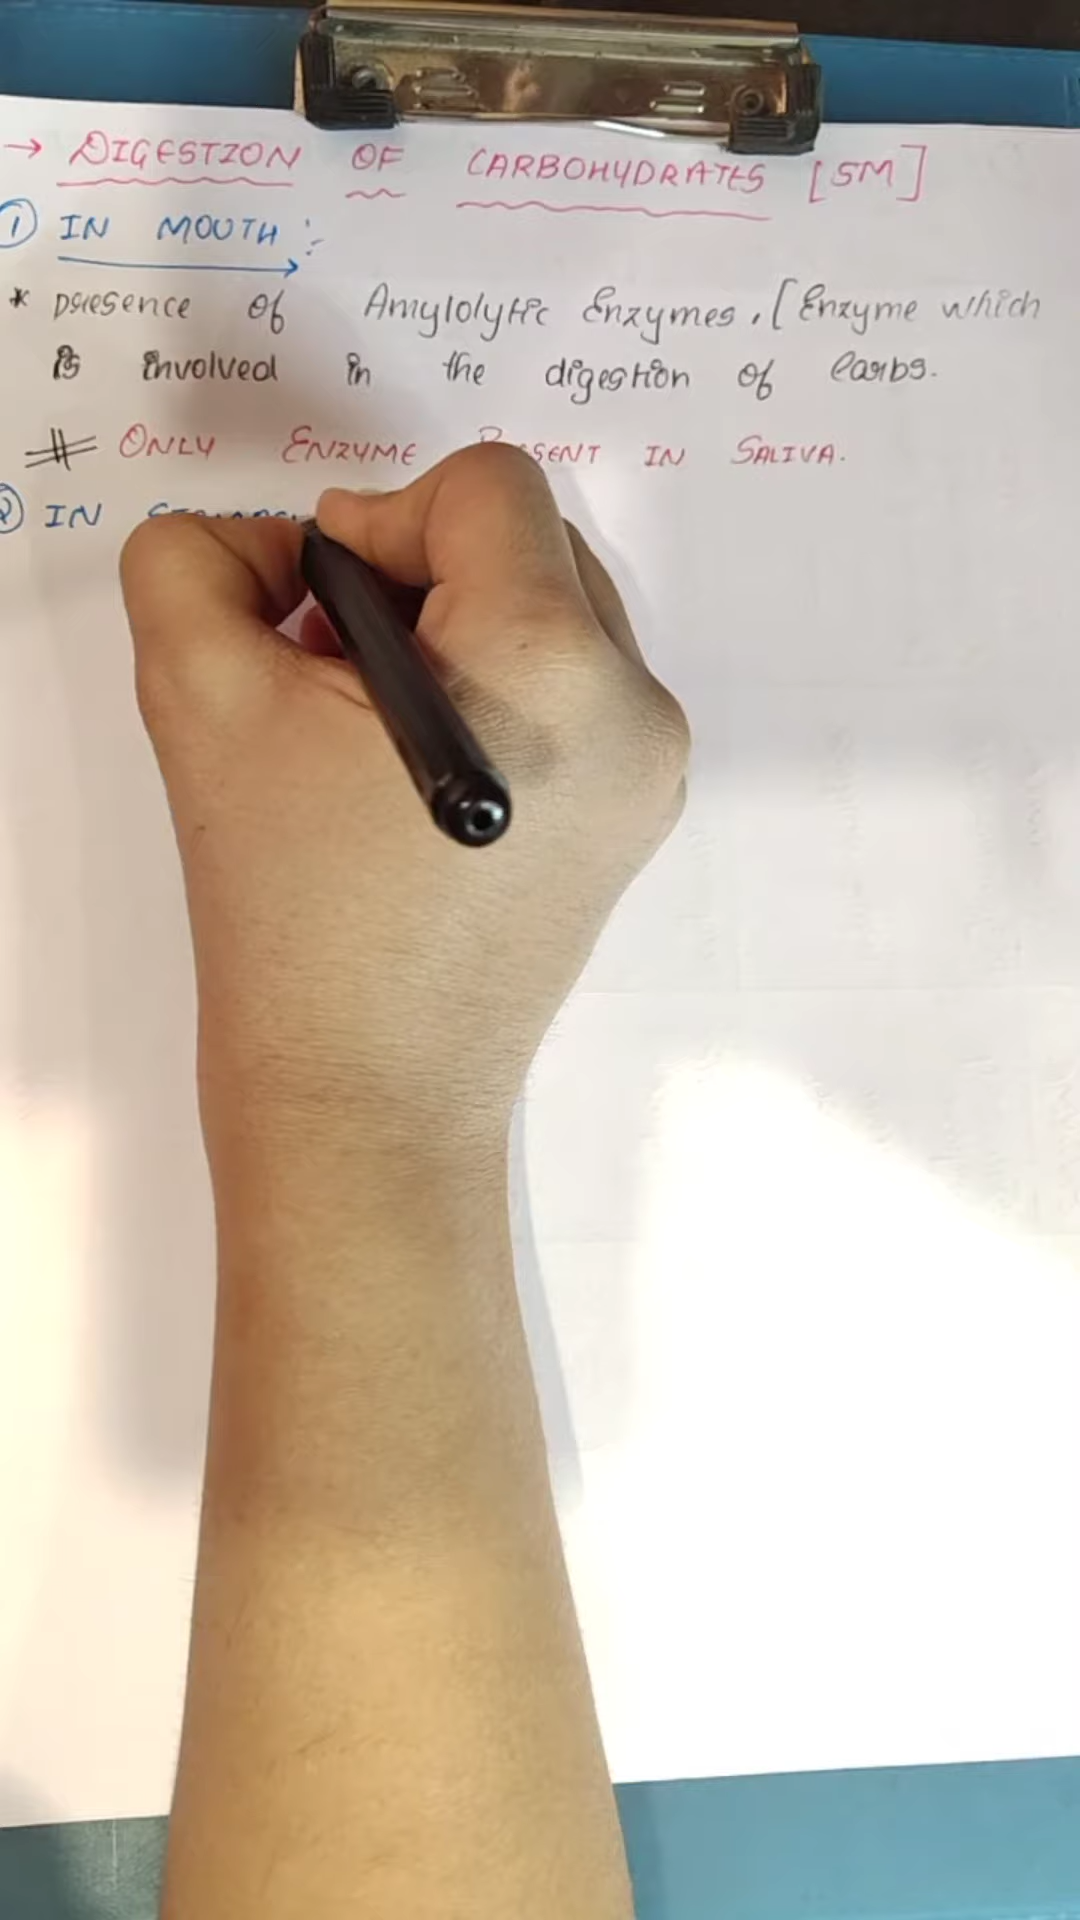 → DIGESTION OF CARBOHYDRATES [5M]
① IN MOUTH :-
* presence of Amylolytic Enzymes. [Enzyme which
is involved in the digestion of Carbs.
# ONLY ENZYME PRESENT IN SALIVA.
② IN